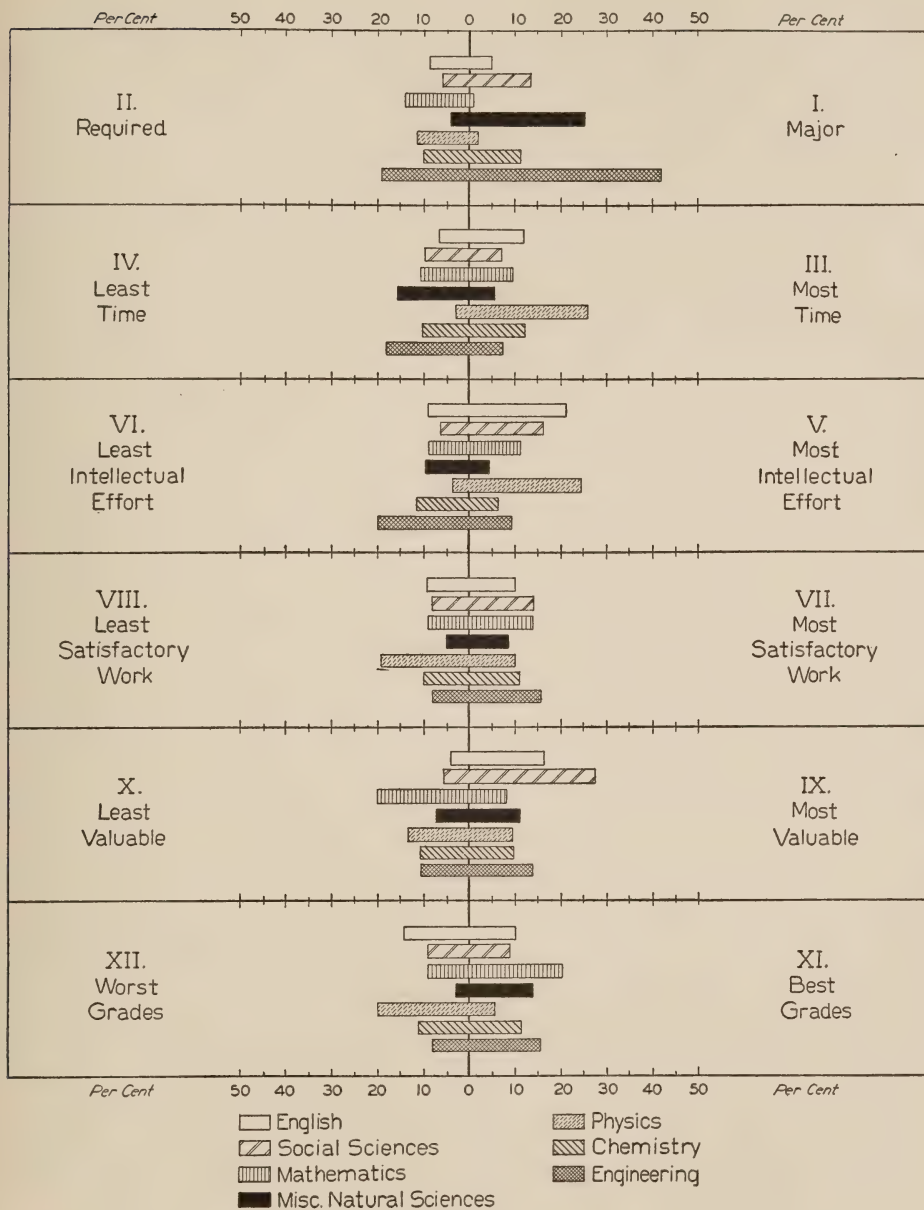 Per Cent 50 40 30 20 10 0 10 20 30 40 50 Per Cent
II.
Required
I.
Major
IV.
Least
Time
III.
Most
Time
VI.
Least
Intellectual
Effort
V.
Most
Intellectual
Effort
VIII.
Least
Satisfactory
Work
VII.
Most
Satisfactory
Work
X.
Least
Valuable
IX.
Most
Valuable
XII.
Worst
Grades
XI.
Best
Grades
Per Cent 50 40 30 20 10 0 10 20 30 40 50 Per Cent
English
Social Sciences
Mathematics
Misc. Natural Sciences
Physics
Chemistry
Engineering